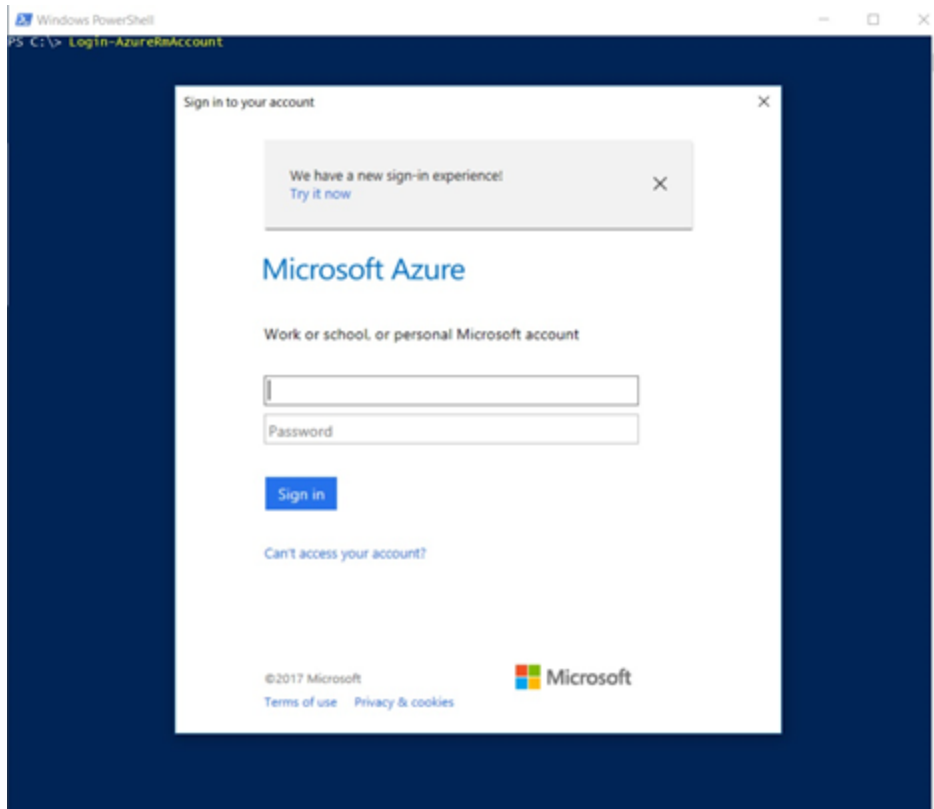 Windows PowerShell
PS C:\> Login-AzureRmAccount
Sign in to your account
We have a new sign-in experience!
Try it now
Microsoft Azure
Work or school, or personal Microsoft account
Password
Sign in
Can't access your account?
©2017 Microsoft
Microsoft
Terms of use Privacy & cookies